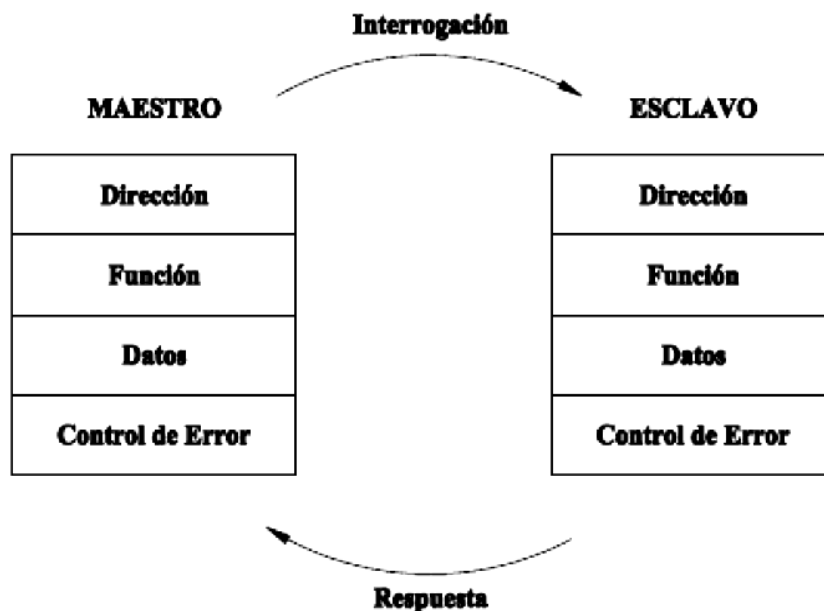 Interrogación
MAESTRO
ESCLAVO
Dirección
Dirección
Función
Función
Datos
Datos
Control de Error
Control de Error
Respuesta